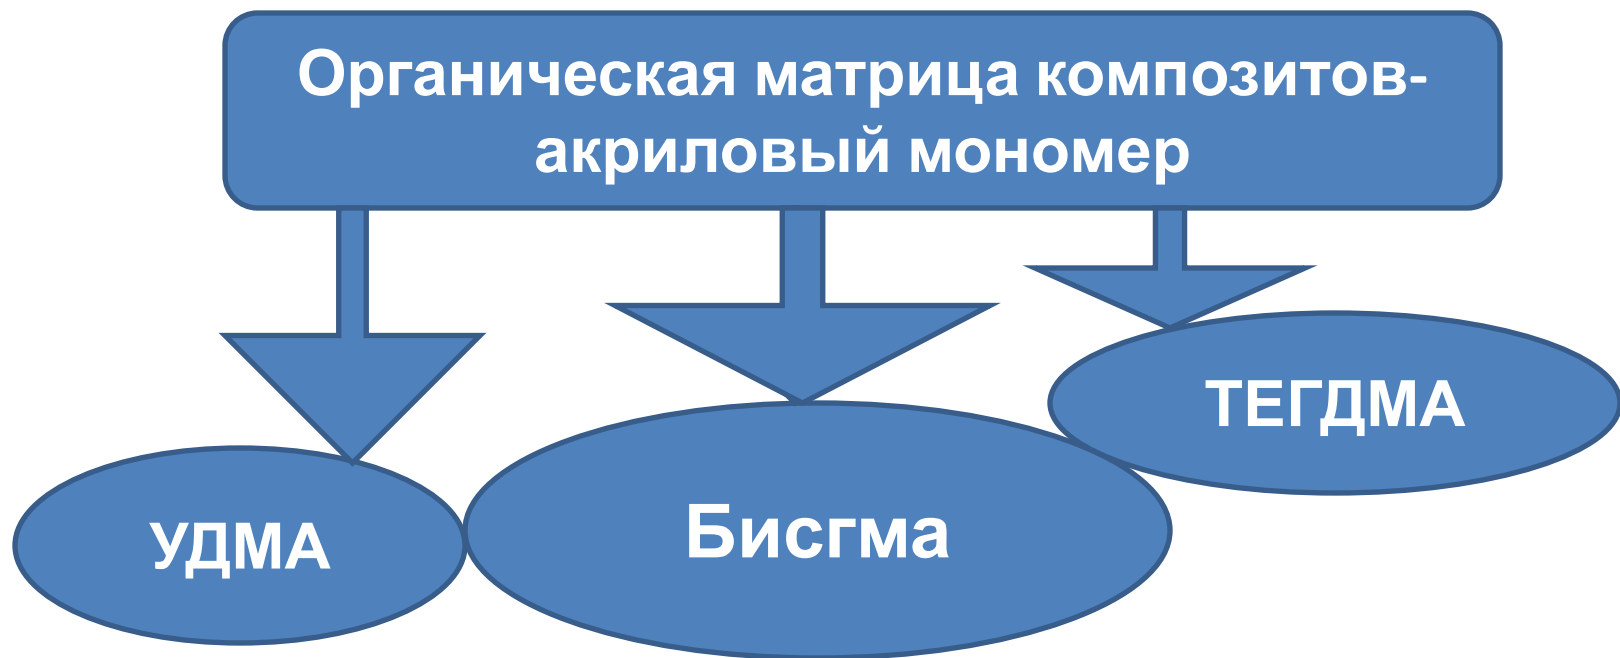 Органическая матрица композитов-
акриловый мономер
ТЕГДМА
УДМА
Бисгма